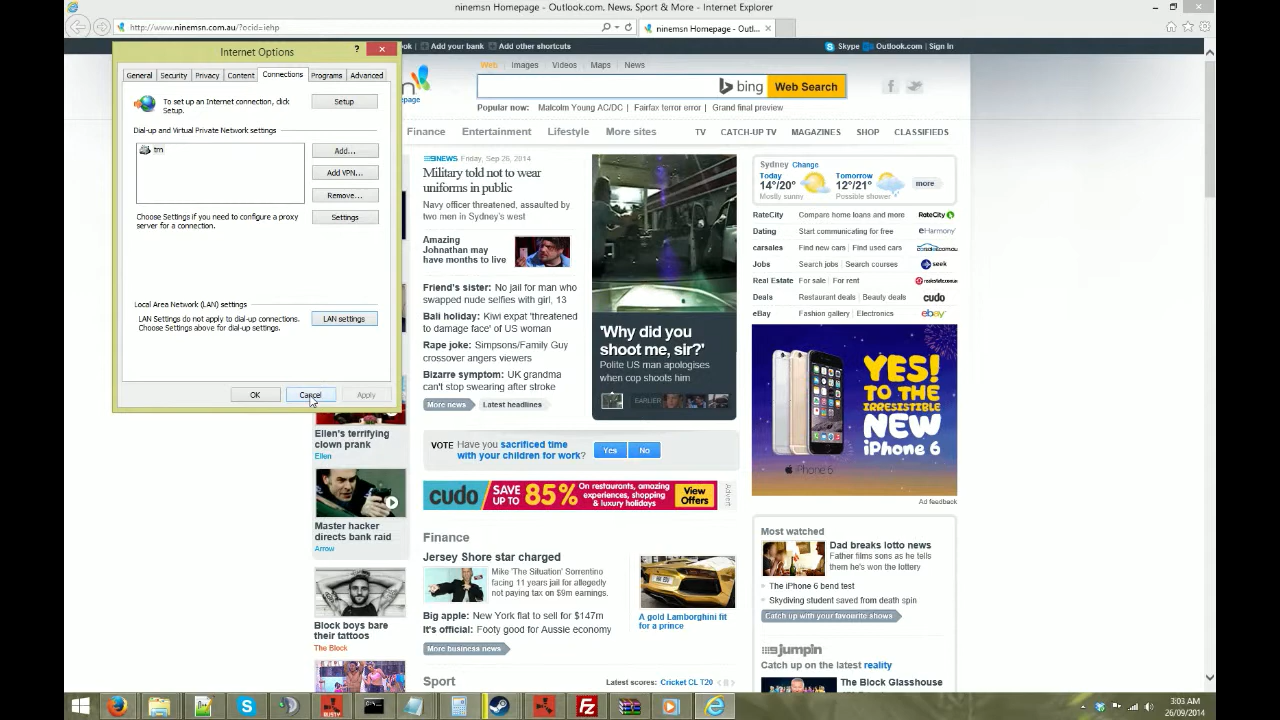 ninemsn Homepage - Outlook.com, News, Sport & More - Internet Explorer
http://www.ninemsn.com.au/?ocid=iehp
ninemsn Homepage - Outl...
Internet Options
?
General
Security
Privacy
Content
Connections
Programs
Advanced
To set up an Internet connection, click
Setup.
Setup
Dial-up and Virtual Private Network settings
Add...
Add VPN...
Remove...
Choose Settings if you need to configure a proxy
server for a connection.
Settings
Local Area Network (LAN) settings
LAN Settings do not apply to dial-up connections.
Choose Settings above for dial-up settings.
LAN settings
OK
Cancel
Apply
Add your bank
Add other shortcuts
Skype
Outlook.com
Sign in
Web
Images
Videos
Maps
News
bing
Web Search
Popular now:
Malcolm Young AC/DC
Fairfax terror error
Grand final preview
Finance
Entertainment
Lifestyle
More sites
TV
CATCH-UP TV
MAGAZINES
SHOP
CLASSIFIEDS
NEWS
Friday, Sep 26, 2014
Military told not to wear
uniforms in public
Navy officer threatened, assaulted by
two men in Sydney's west
Amazing
Johnathan may
have months to live
Friend's sister: No jail for man who
swapped nude selfies with girl, 13
Bali holiday: Kiwi expat 'threatened
to damage face' of US woman
Rape joke: Simpsons/Family Guy
crossover angers viewers
Bizarre symptom: UK grandma
can't stop swearing after stroke
More news
Latest headlines
'Why did you
shoot me, sir?'
Polite US man apologises
when cop shoots him
EARLIER
Sydney Change
Today
14°/20°
Mostly sunny
Tomorrow
12°/21°
Possible shower
more
RateCity
Compare home loans and more
RateCity
Dating
Start communicating for free
eHarmony
carsales
Find new cars
Find used cars
carsales.com.au
Jobs
Search jobs
Search courses
seek
Real Estate
For sale
For rent
realestate.com.au
Deals
Restaurant deals
Beauty deals
cudo
eBay
Fashion gallery
Electronics
ebay
YES!
TO THE
IRRESISTIBLE
NEW
iPhone 6
iPhone 6
Ad feedback
VOTE
Have you sacrificed time
with your children for work?
Yes
No
cudo
SAVE
UP TO
85%
On restaurants, amazing
experiences, shopping
& luxury holidays
View
Offers
Advert
Ellen's terrifying
clown prank
Ellen
Master hacker
directs bank raid
Arrow
Block boys bare
their tattoos
The Block
Finance
Jersey Shore star charged
Mike 'The Situation' Sorrentino
facing 11 years jail for allegedly
not paying tax on $9m earnings.
Big apple: New York flat to sell for $147m
It's official: Footy good for Aussie economy
More business news
A gold Lamborghini fit
for a prince
Sport
Latest scores: Cricket CL T20
Most watched
Dad breaks lotto news
Father films sons as he tells
them he's won the lottery
The iPhone 6 bend test
Skydiving student saved from death spin
Catch up with your favourite shows
jumpin
Catch up on the latest reality
The Block Glasshouse
3:03 AM
26/09/2014